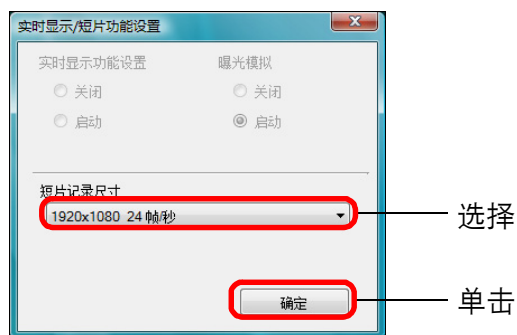 实时显示/短片功能设置
实时显示功能设置 曝光模拟
关闭 关闭
启动 启动
短片记录尺寸
1920x1080 24 帧/秒
选择
确定
单击